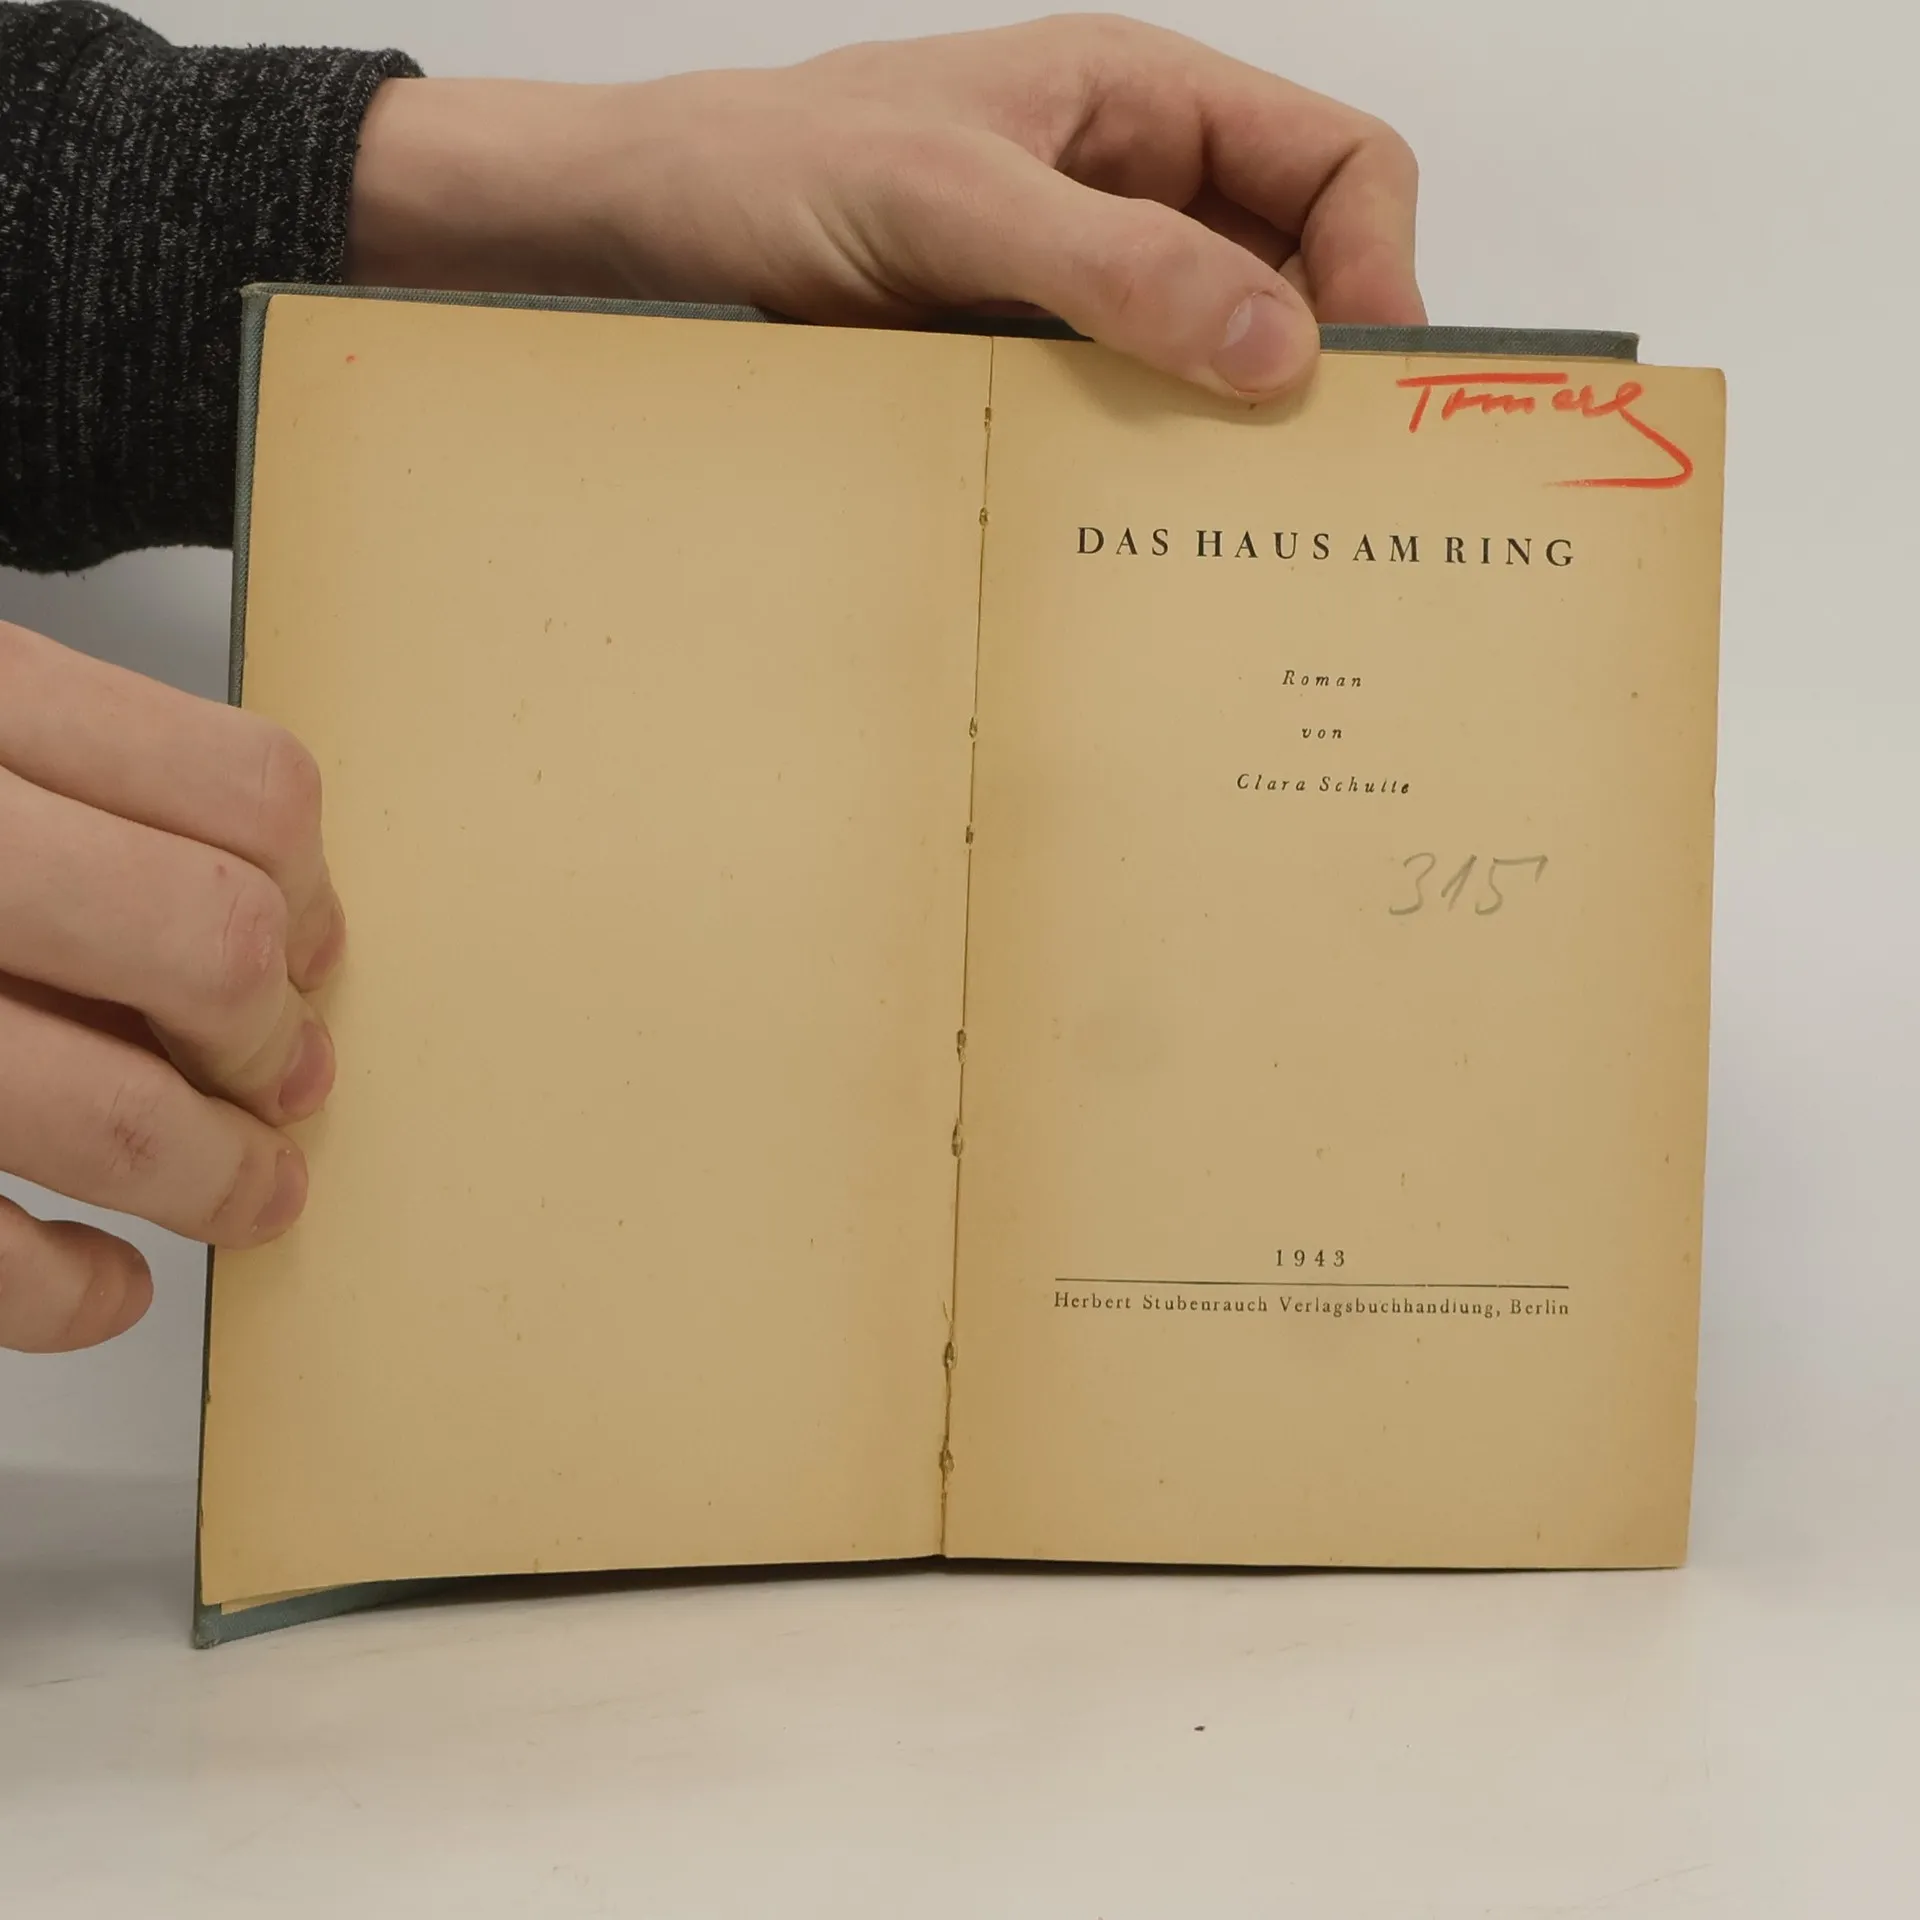 DAS HAUS AM RING
Roman
von
Clara Schulte
315
1943
Herbert Stubenrauch Verlagsbuchhandlung, Berlin